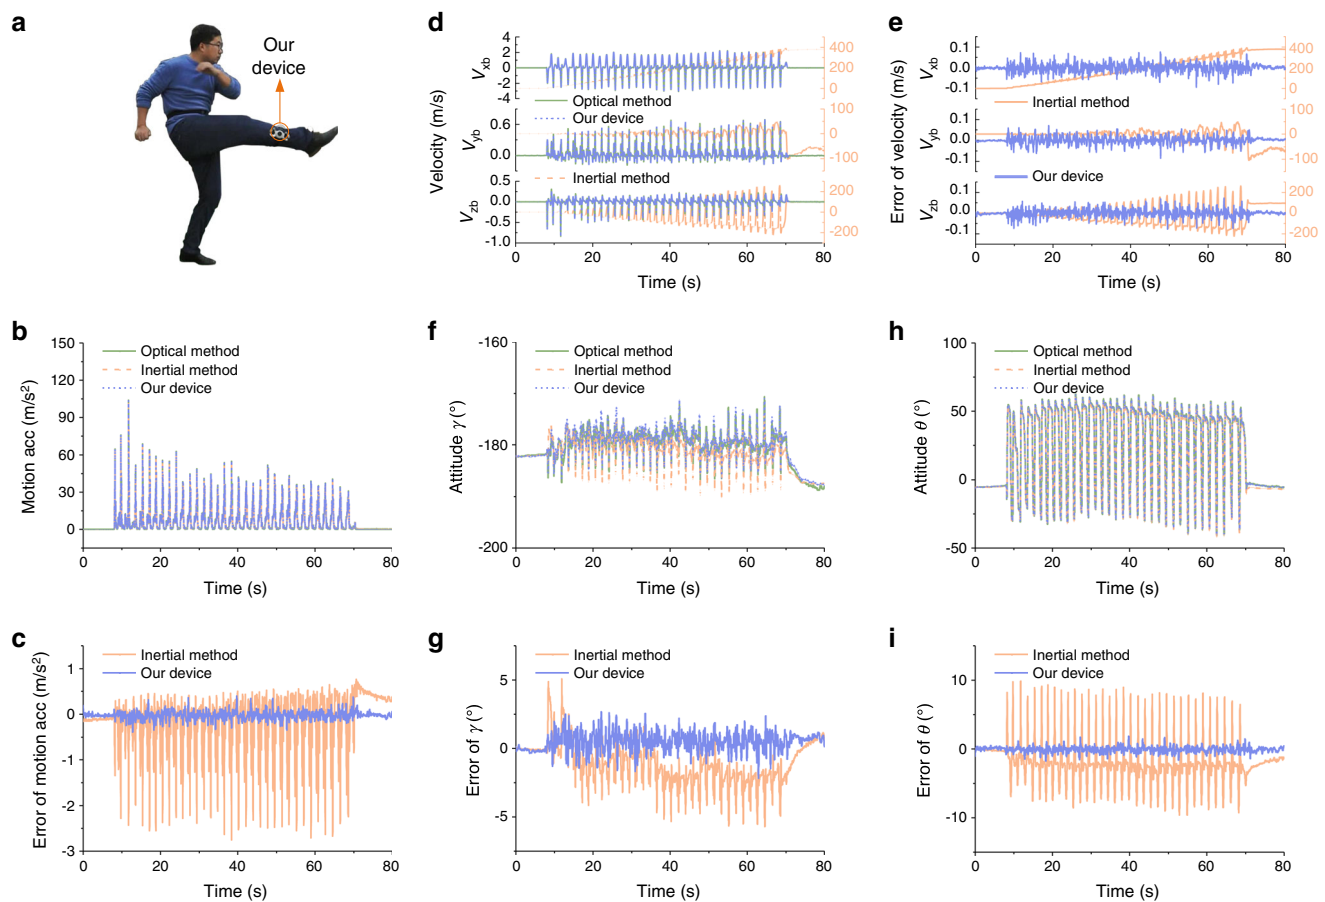 a
Our
device
b
Motion acc (m/s²)
150
120
90
60
30
0
Optical method
Inertial method
Our device
0
20
40
60
80
Time (s)
c
Error of motion acc (m/s²)
1
0
-1
-2
-3
Inertial method
Our device
0
20
40
60
80
Time (s)
d
Velocity (m/s)
Vxb
4
2
0
-2
-4
400
200
0
Optical method
Our device
Vyb
0.6
0.0
100
0
-100
Inertial method
Vzb
0.5
0.0
-0.5
-1.0
200
0
-200
0
20
40
60
80
Time (s)
e
Error of velocity (m/s)
Vxb
0.1
0.0
-0.1
400
200
0
Inertial method
Vyb
0.1
0.0
-0.1
100
0
-100
Our device
Vzb
0.1
0.0
-0.1
200
0
-200
0
20
40
60
80
Time (s)
f
Attitude γ (°)
-160
-180
-200
Optical method
Inertial method
Our device
0
20
40
60
80
Time (s)
g
Error of γ (°)
5
0
-5
Inertial method
Our device
0
20
40
60
80
Time (s)
h
Attitude θ (°)
100
50
0
-50
Optical method
Inertial method
Our device
0
20
40
60
80
Time (s)
i
Error of θ (°)
10
0
-10
Inertial method
Our device
0
20
40
60
80
Time (s)